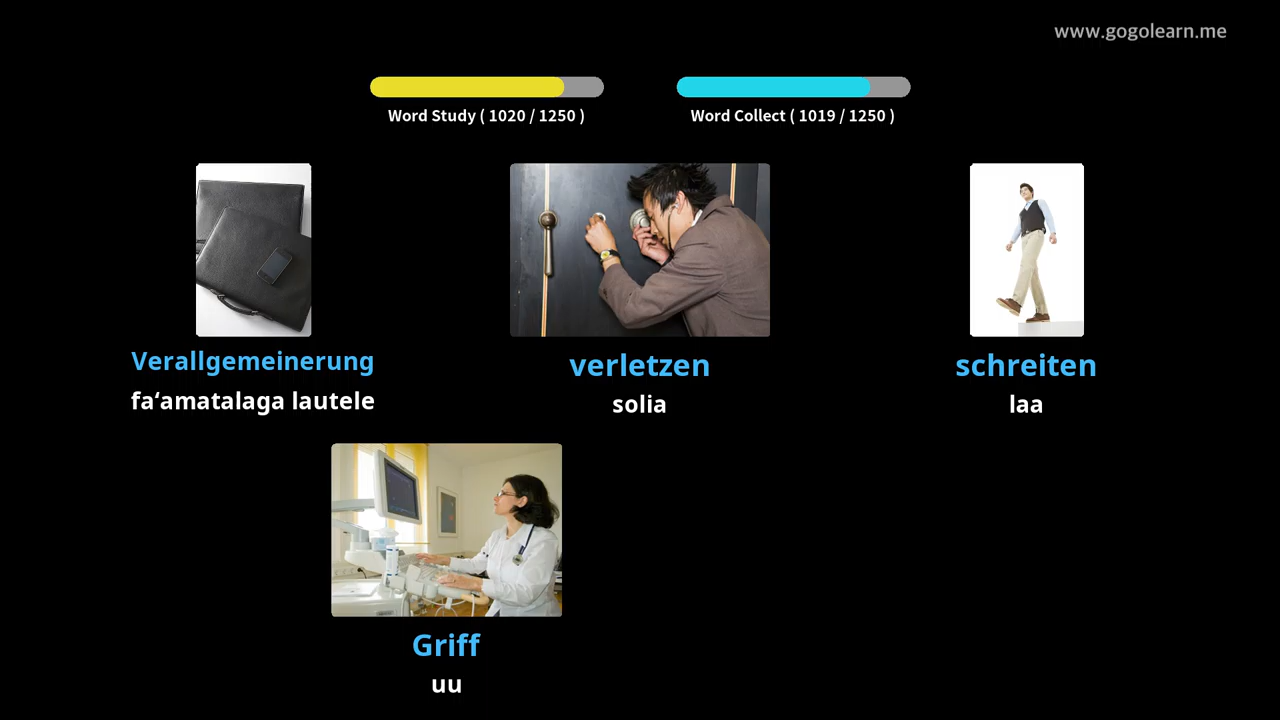 www.gogolearn.me
Word Study ( 1020 / 1250 )
Word Collect ( 1019 / 1250 )
Verallgemeinerung
faʻamatalaga lautele
verletzen
solia
schreiten
laa
Griff
uu